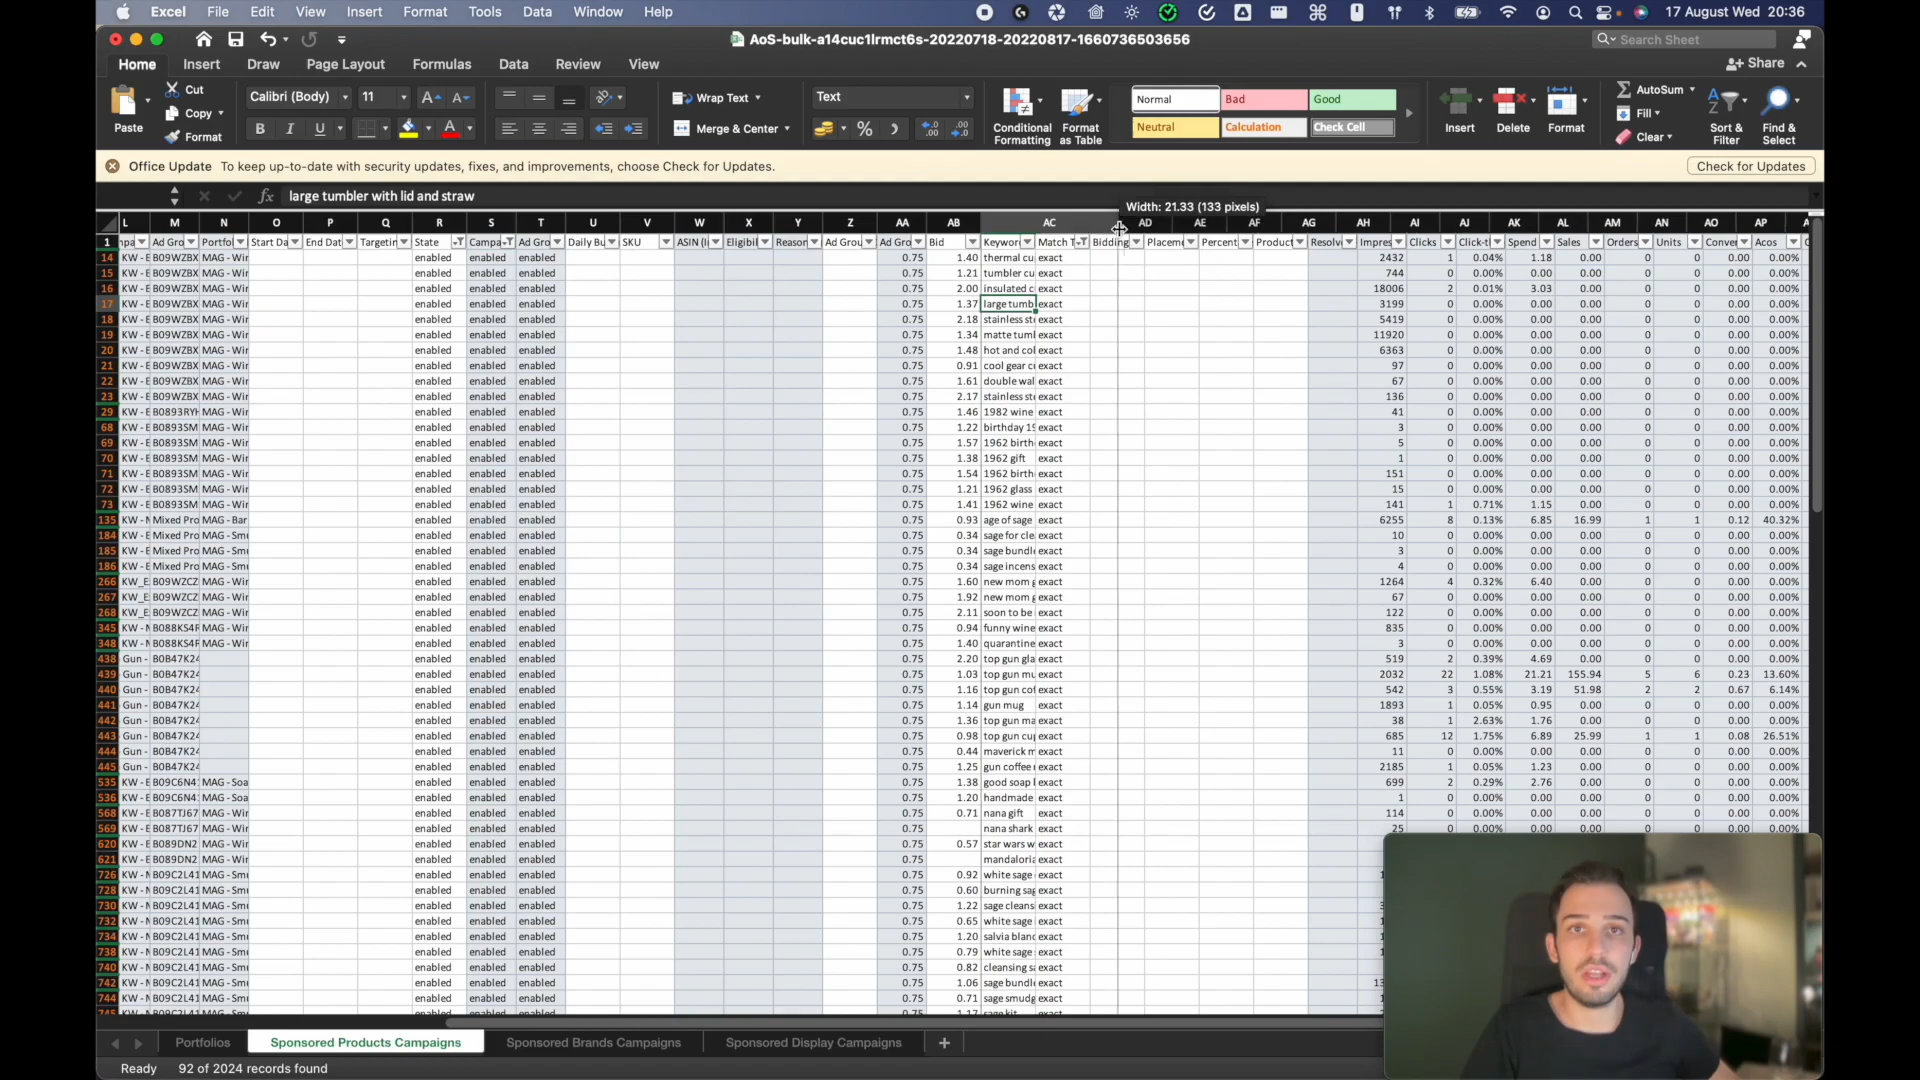 Excel File Edit View Insert Format Tools Data Window Help 17 August Wed 20:36
AoS-bulk-a14cuc1lrmct6s-20220718-20220817-1660736503656
Search Sheet
Home Insert Draw Page Layout Formulas Data Review View Share
Paste Cut Copy Format
Calibri (Body) 11
Wrap Text
Merge & Center
Text
Conditional Formatting
Format as Table
Normal Bad Good
Neutral Calculation Check Cell
Insert Delete Format
AutoSum
Fill
Clear
Sort & Filter
Find & Select
Office Update To keep up-to-date with security updates, fixes, and improvements, choose Check for Updates.
Check for Updates
fx large tumbler with lid and straw
Width: 21.33 (133 pixels)
L M N O P Q R S T U V W X Y Z AA AB AC AD AE AF AG AH AI AJ AK AL AM AN AO AP
1 Ad Gro Portfol Start Da End Dat Targetin State Campa Ad Gro Daily Bu SKU ASIN (I Eligibil Reason Ad Grou Ad Gro Bid Keywor Match T Bidding Placem Percent Product Resolv Impres Clicks Click-t Spend Sales Orders Units Conver Acos
14 KW - E B09WZBX MAG - Wir enabled enabled enabled 0.75 1.40 thermal cu exact 2432 1 0.04% 1.18 0.00 0 0 0.00 0.00%
15 KW - E B09WZBX MAG - Wir enabled enabled enabled 0.75 1.21 tumbler cu exact 744 0 0.00% 0.00 0.00 0 0 0.00 0.00%
16 KW - E B09WZBX MAG - Wir enabled enabled enabled 0.75 2.00 insulated c exact 18006 2 0.01% 3.03 0.00 0 0 0.00 0.00%
17 KW - E B09WZBX MAG - Wir enabled enabled enabled 0.75 1.37 large tumb exact 3199 0 0.00% 0.00 0.00 0 0 0.00 0.00%
18 KW - E B09WZBX MAG - Wir enabled enabled enabled 0.75 2.18 stainless st exact 5419 0 0.00% 0.00 0.00 0 0 0.00 0.00%
19 KW - E B09WZBX MAG - Wir enabled enabled enabled 0.75 1.34 matte tuml exact 11920 0 0.00% 0.00 0.00 0 0 0.00 0.00%
20 KW - E B09WZBX MAG - Wir enabled enabled enabled 0.75 1.48 hot and col exact 6363 0 0.00% 0.00 0.00 0 0 0.00 0.00%
21 KW - E B09WZBX MAG - Wir enabled enabled enabled 0.75 0.91 cool gear c exact 97 0 0.00% 0.00 0.00 0 0 0.00 0.00%
22 KW - E B09WZBX MAG - Wir enabled enabled enabled 0.75 1.61 double wal exact 67 0 0.00% 0.00 0.00 0 0 0.00 0.00%
23 KW - E B09WZBX MAG - Wir enabled enabled enabled 0.75 2.17 stainless st exact 136 0 0.00% 0.00 0.00 0 0 0.00 0.00%
29 KW - E B0893RYH MAG - Wir enabled enabled enabled 0.75 1.46 1982 wine exact 41 0 0.00% 0.00 0.00 0 0 0.00 0.00%
68 KW - E B0893SM MAG - Wir enabled enabled enabled 0.75 1.22 birthday 19 exact 3 0 0.00% 0.00 0.00 0 0 0.00 0.00%
69 KW - E B0893SM MAG - Wir enabled enabled enabled 0.75 1.57 1962 birth exact 5 0 0.00% 0.00 0.00 0 0 0.00 0.00%
70 KW - E B0893SM MAG - Wir enabled enabled enabled 0.75 1.38 1962 gift exact 1 0 0.00% 0.00 0.00 0 0 0.00 0.00%
71 KW - E B0893SM MAG - Wir enabled enabled enabled 0.75 1.54 1962 birth exact 151 0 0.00% 0.00 0.00 0 0 0.00 0.00%
72 KW - E B0893SM MAG - Wir enabled enabled enabled 0.75 1.21 1962 glass exact 15 0 0.00% 0.00 0.00 0 0 0.00 0.00%
73 KW - E B0893SM MAG - Wir enabled enabled enabled 0.75 1.41 1962 wine exact 141 1 0.71% 1.15 0.00 0 0 0.00 0.00%
135 KW - M Mixed Pro MAG - Bar enabled enabled enabled 0.75 0.93 age of sage exact 6255 8 0.13% 6.85 16.99 1 1 0.12 40.32%
184 KW - E Mixed Pro MAG - Smu enabled enabled enabled 0.75 0.34 sage for cle exact 10 0 0.00% 0.00 0.00 0 0 0.00 0.00%
185 KW - E Mixed Pro MAG - Smu enabled enabled enabled 0.75 0.34 sage bundl exact 3 0 0.00% 0.00 0.00 0 0 0.00 0.00%
186 KW - E Mixed Pro MAG - Smu enabled enabled enabled 0.75 0.34 sage incens exact 4 0 0.00% 0.00 0.00 0 0 0.00 0.00%
266 KW_E B09WZCZ MAG - Wir enabled enabled enabled 0.75 1.60 new mom g exact 1264 4 0.32% 6.40 0.00 0 0 0.00 0.00%
267 KW_E B09WZCZ MAG - Wir enabled enabled enabled 0.75 1.92 new mom g exact 67 0 0.00% 0.00 0.00 0 0 0.00 0.00%
268 KW_E B09WZCZ MAG - Wir enabled enabled enabled 0.75 2.11 soon to be exact 122 0 0.00% 0.00 0.00 0 0 0.00 0.00%
345 KW - M B088KS4F MAG - Wir enabled enabled enabled 0.75 0.94 funny wine exact 835 0 0.00% 0.00 0.00 0 0 0.00 0.00%
348 KW - M B088KS4F MAG - Wir enabled enabled enabled 0.75 1.40 quarantine exact 3 0 0.00% 0.00 0.00 0 0 0.00 0.00%
438 Gun - B0B47K24 enabled enabled enabled 0.75 2.20 top gun gla exact 519 2 0.39% 4.69 0.00 0 0 0.00 0.00%
439 Gun - B0B47K24 enabled enabled enabled 0.75 1.03 top gun mu exact 2032 22 1.08% 21.21 155.94 5 6 0.23 13.60%
440 Gun - B0B47K24 enabled enabled enabled 0.75 1.16 top gun cof exact 542 3 0.55% 3.19 51.98 2 2 0.67 6.14%
441 Gun - B0B47K24 enabled enabled enabled 0.75 1.14 gun mug exact 1893 1 0.05% 0.95 0.00 0 0 0.00 0.00%
442 Gun - B0B47K24 enabled enabled enabled 0.75 1.36 top gun ma exact 38 1 2.63% 1.76 0.00 0 0 0.00 0.00%
443 Gun - B0B47K24 enabled enabled enabled 0.75 0.98 top gun cu exact 685 12 1.75% 6.89 25.99 1 1 0.08 26.51%
444 Gun - B0B47K24 enabled enabled enabled 0.75 0.44 maverick m exact 11 0 0.00% 0.00 0.00 0 0 0.00 0.00%
445 Gun - B0B47K24 enabled enabled enabled 0.75 1.25 gun coffee exact 2185 1 0.05% 1.23 0.00 0 0 0.00 0.00%
535 KW - E B09C6N41 MAG - Soa enabled enabled enabled 0.75 1.38 good soap exact 699 2 0.29% 2.76 0.00 0 0 0.00 0.00%
536 KW - E B09C6N41 MAG - Soa enabled enabled enabled 0.75 1.20 handmade exact 1 0 0.00% 0.00 0.00 0 0 0.00 0.00%
568 KW - E B087TJ67 MAG - Wir enabled enabled enabled 0.75 0.71 nana gift exact 114 0 0.00% 0.00 0.00 0 0 0.00 0.00%
569 KW - E B087TJ67 MAG - Wir enabled enabled enabled 0.75 nana shark exact 25 0 0.00% 0.00 0.00 0 0 0.00 0.00%
620 KW - E B089DN2 MAG - Wir enabled enabled enabled 0.75 0.57 star wars w exact
621 KW - E B089DN2 MAG - Wir enabled enabled enabled 0.75 mandaloria exact
726 KW - M B09C2L41 MAG - Smu enabled enabled enabled 0.75 0.92 white sage exact
728 KW - M B09C2L41 MAG - Smu enabled enabled enabled 0.75 0.60 burning sag exact
730 KW - M B09C2L41 MAG - Smu enabled enabled enabled 0.75 1.22 sage cleans exact
732 KW - M B09C2L41 MAG - Smu enabled enabled enabled 0.75 0.65 white sage exact
734 KW - M B09C2L41 MAG - Smu enabled enabled enabled 0.75 1.20 salvia blanc exact
738 KW - M B09C2L41 MAG - Smu enabled enabled enabled 0.75 0.79 white sage exact
740 KW - M B09C2L41 MAG - Smu enabled enabled enabled 0.75 0.82 cleansing s exact
742 KW - M B09C2L41 MAG - Smu enabled enabled enabled 0.75 1.06 sage bundl exact 13
744 KW - M B09C2L41 MAG - Smu enabled enabled enabled 0.75 0.71 sage smudg exact
Portfolios Sponsored Products Campaigns Sponsored Brands Campaigns Sponsored Display Campaigns +
Ready 92 of 2024 records found